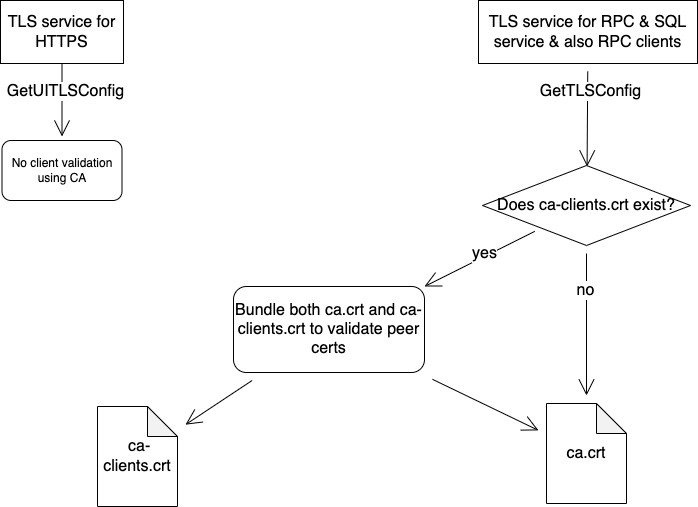 TLS service for
HTTPS
TLS service for RPC & SQL
service & also RPC clients
GetUITLSConfig
GetTLSConfig
No client validation
using CA
Does ca-clients.crt exist?
yes
no
Bundle both ca.crt and ca-
clients.crt to validate peer
certs
ca-
clients.crt
ca.crt